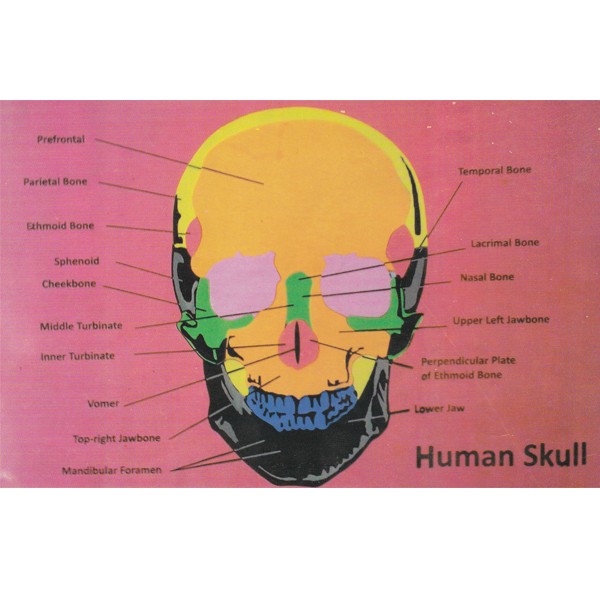 Prefrontal
Parietal Bone
Ethmoid Bone
Sphenoid
Cheekbone
Middle Turbinate
Inner Turbinate
Vomer
Top-right Jawbone
Mandibular Foramen
Temporal Bone
Lacrimal Bone
Nasal Bone
Upper Left Jawbone
Perpendicular Plate
of Ethmoid Bone
Lower Jaw
Human Skull